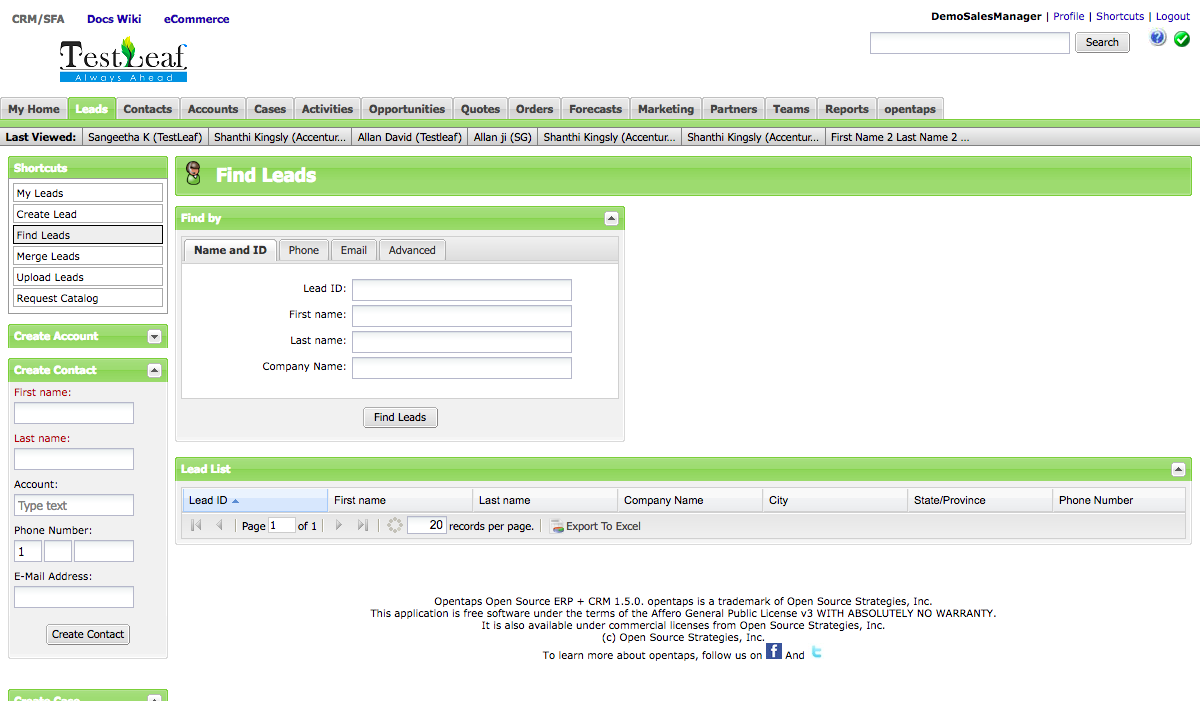 CRM/SFA Docs Wiki eCommerce
DemoSalesManager | Profile | Shortcuts | Logout
TestLeaf
Always Ahead
Search
My Home Leads Contacts Accounts Cases Activities Opportunities Quotes Orders Forecasts Marketing Partners Teams Reports opentaps
Last Viewed: Sangeetha K (TestLeaf) Shanthi Kingsly (Accentur... Allan David (Testleaf) Allan ji (SG) Shanthi Kingsly (Accentur... Shanthi Kingsly (Accentur... First Name 2 Last Name 2 ...
Shortcuts
My Leads
Create Lead
Find Leads
Merge Leads
Upload Leads
Request Catalog
Create Account
Create Contact
First name:
Last name:
Account:
Type text
Phone Number:
1
E-Mail Address:
Create Contact
Create Case
Find Leads
Find by
Name and ID Phone Email Advanced
Lead ID:
First name:
Last name:
Company Name:
Find Leads
Lead List
Lead ID First name Last name Company Name City State/Province Phone Number
Page 1 of 1 20 records per page. Export To Excel
Opentaps Open Source ERP + CRM 1.5.0. opentaps is a trademark of Open Source Strategies, Inc.
This application is free software under the terms of the Affero General Public License v3 WITH ABSOLUTELY NO WARRANTY.
It is also available under commercial licenses from Open Source Strategies, Inc.
(c) Open Source Strategies, Inc.
To learn more about opentaps, follow us on f And t